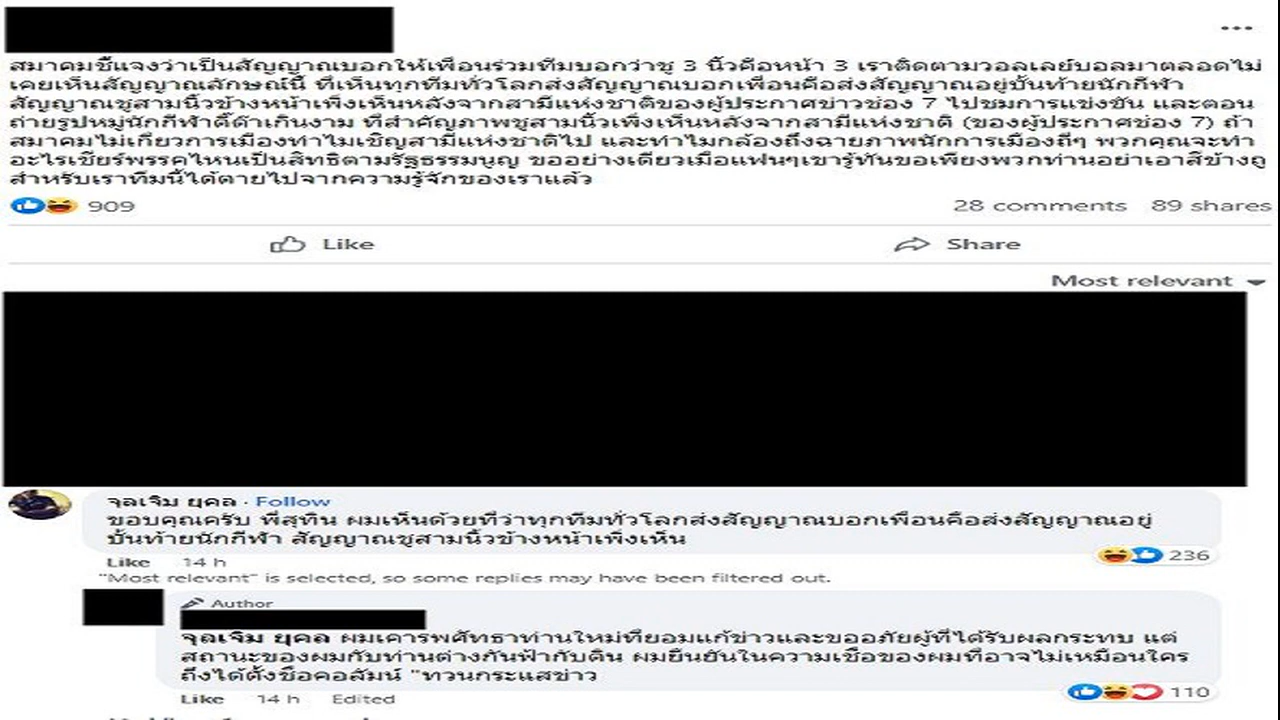 สมาคมชี้แจงว่าเป็นสัญญาณบอกให้เพื่อนร่วมทีมบอกว่าชู 3 นิ้วคือหน้า 3 เราติดตามวอลเลย์บอลมาตลอดไม่
เคยเห็นสัญญาณลักษณ์นี้ ที่เห็นทุกทีมทั่วโลกส่งสัญญาณบอกเพื่อนคือส่งสัญญาณอยู่บั้นท้ายนักกีฬา
สัญญาณชูสามนิ้วข้างหน้าเพิ่งเห็นหลังจากสามีแห่งชาติของผู้ประกาศข่าวช่อง 7 ไปชมการแข่งขัน และตอน
ถ่ายรูปหมู่นักกีฬาดี๊ด๊าเกินงาม ที่สำคัญภาพชูสามนิ้วเพิ่งเห็นหลังจากสามีแห่งชาติ (ของผู้ประกาศช่อง 7) ถ้า
สมาคมไม่เกี่ยวการเมืองทำไมเชิญสามีแห่งชาติไป และทำไมกล้องถึงฉายภาพนักการเมืองถี่ๆ พวกคุณจะทำ
อะไรเชียร์พรรคไหนเป็นสิทธิตามรัฐธรรมนูญ ขออย่างเดียวเมื่อแฟนๆเขารู้ทันขอเพียงพวกท่านอย่าเอาสีข้างถู
สำหรับเราทีมนี้ได้ตายไปจากความรู้จักของเราแล้ว
909
28 comments 89 shares
Like
Share
Most relevant
จุลเจิม ยุคล · Follow
ขอบคุณครับ พี่สุทิน ผมเห็นด้วยที่ว่าทุกทีมทั่วโลกส่งสัญญาณบอกเพื่อนคือส่งสัญญาณอยู่
บั้นท้ายนักกีฬา สัญญาณชูสามนิ้วข้างหน้าเพิ่งเห็น
236
Like 14 h
"Most relevant" is selected, so some replies may have been filtered out.
Author
จุลเจิม ยุคล ผมเคารพศัทธาท่านใหม่ที่ยอมแก้ข่าวและขออภัยผู้ที่ได้รับผลกระทบ แต่
สถานะของผมกับท่านต่างกันฟ้ากับดิน ผมยืนยันในความเชื่อของผมที่อาจไม่เหมือนใคร
ถึงได้ตั้งชื่อคอลัมน์ "ทวนกระแสข่าว
110
Like 14 h Edited